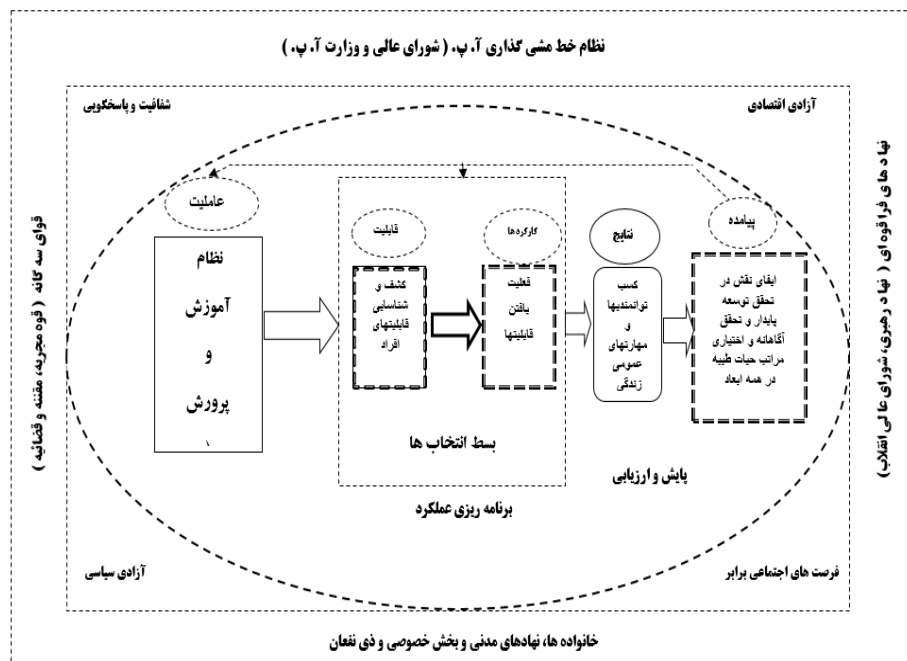 نظام خط مشی گذاری آ. پ. ( شورای عالی و وزارت آ. پ. )
آزادی اقتصادی
شفافیت و پاسخگویی
نهادهای فرا قوه ای ( نهاد رهبری، شورای عالی انقلاب)
قوای سه گانه ( قوه مجریه، مقننه و قضائیه )
عاملیت
نظام
آموزش
و
پرورش
قابلیت
کشف و
شناسایی
قابلیتهای
افراد
کارکردها
فعلیت
یافتن
قابلیتها
بسط انتخاب ها
نتایج
کسب
توانمندیها
و
مهارتهای
عمومی
زندگی
پیامده
ایفای نقش در
تحقق توسعه
پایدار و تحقق
آگاهانه و اختیاری
مراتب حیات طیبه
در همه ابعاد
پایش و ارزیابی
برنامه ریزی عملکرد
فرصت های اجتماعی برابر
آزادی سیاسی
خانواده ها، نهادهای مدنی و بخش خصوصی و ذی نفعان